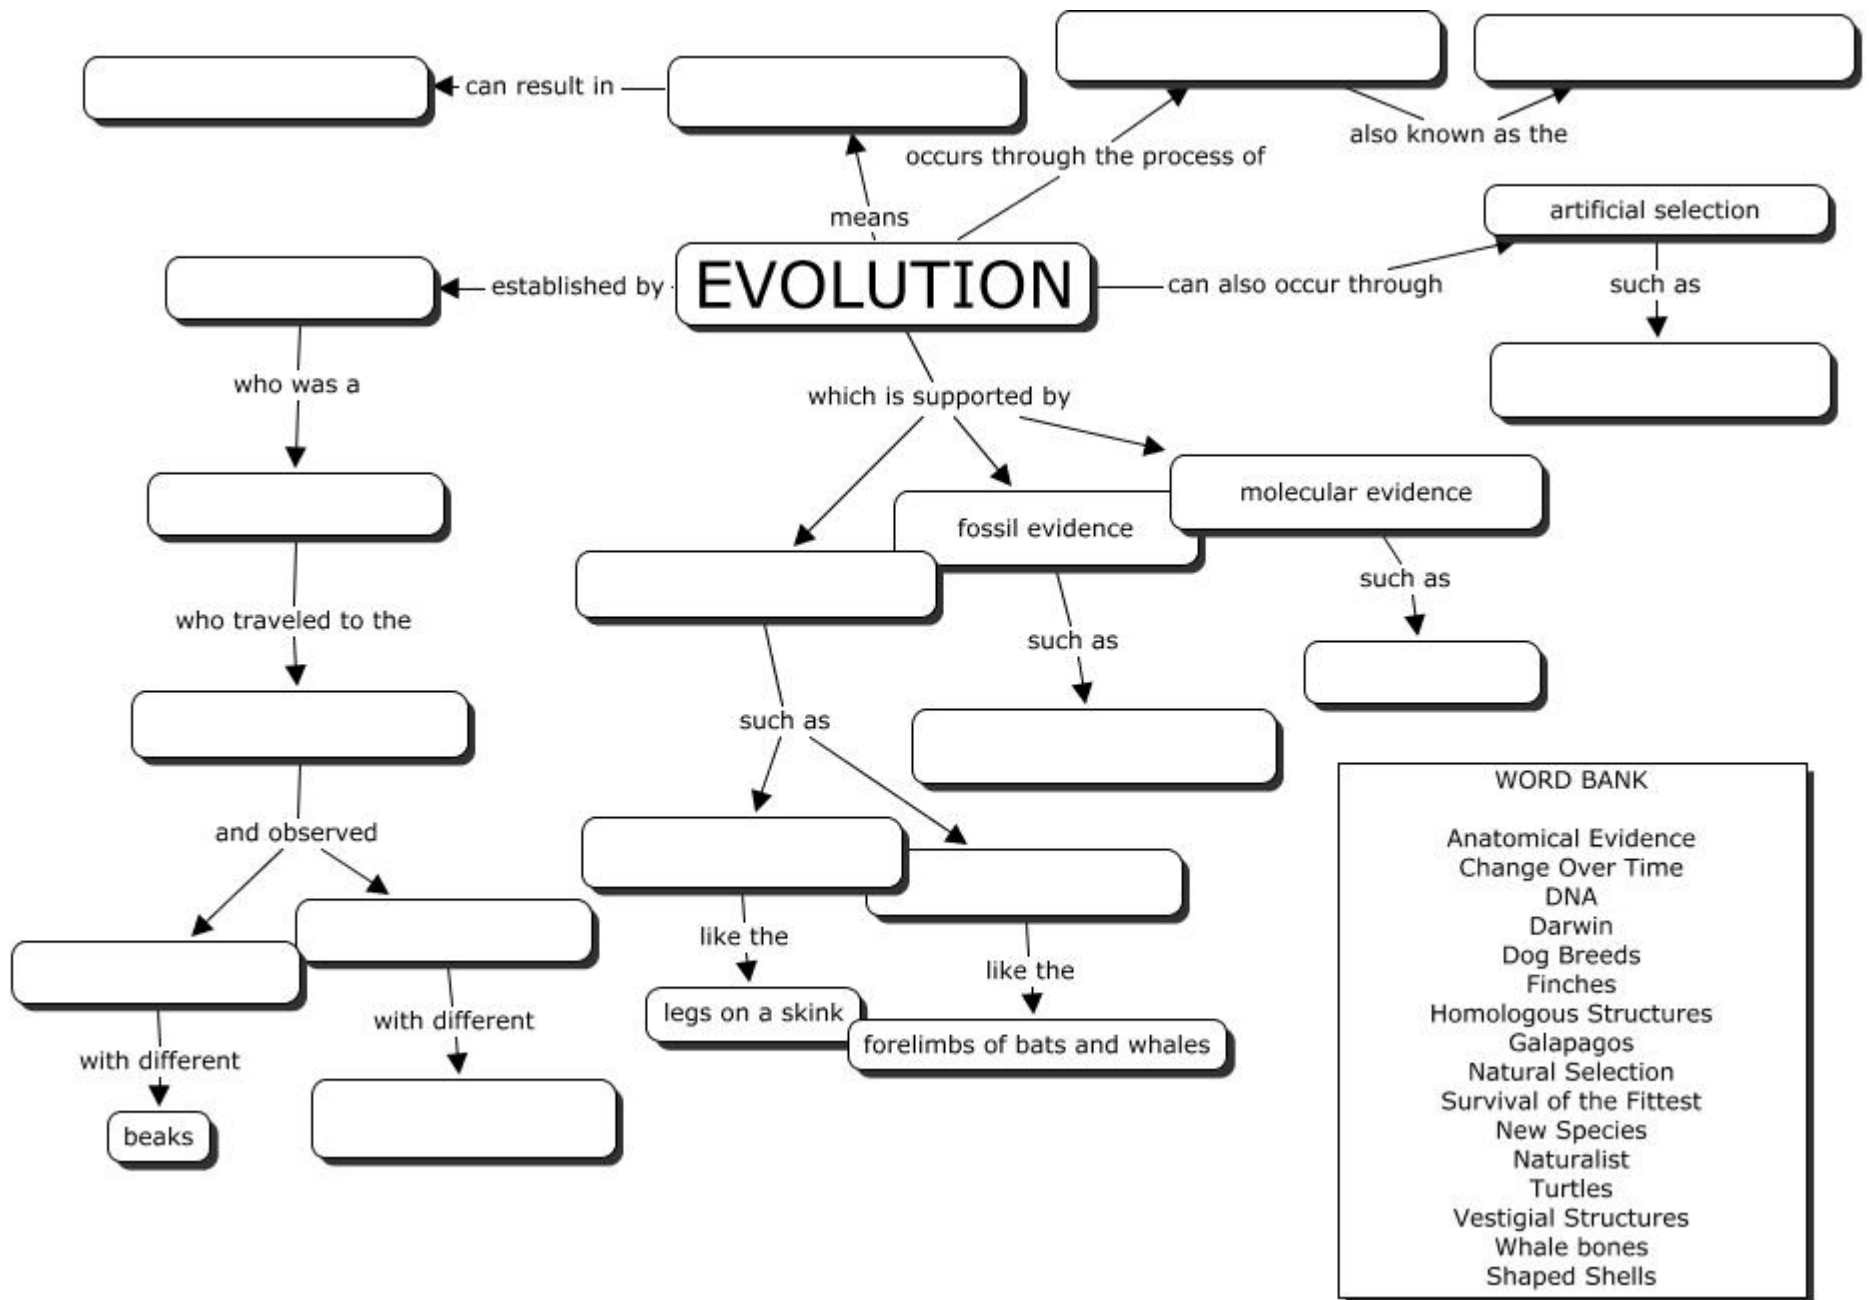 can result in
also known as the
occurs through the process of
artificial selection
means
EVOLUTION
established by
can also occur through
such as
who was a
which is supported by
molecular evidence
fossil evidence
such as
who traveled to the
such as
such as
and observed
like the
like the
legs on a skink
with different
forelimbs of bats and whales
with different
beaks
WORD BANK
Anatomical Evidence
Change Over Time
DNA
Darwin
Dog Breeds
Finches
Homologous Structures
Galapagos
Natural Selection
Survival of the Fittest
New Species
Naturalist
Turtles
Vestigial Structures
Whale bones
Shaped Shells